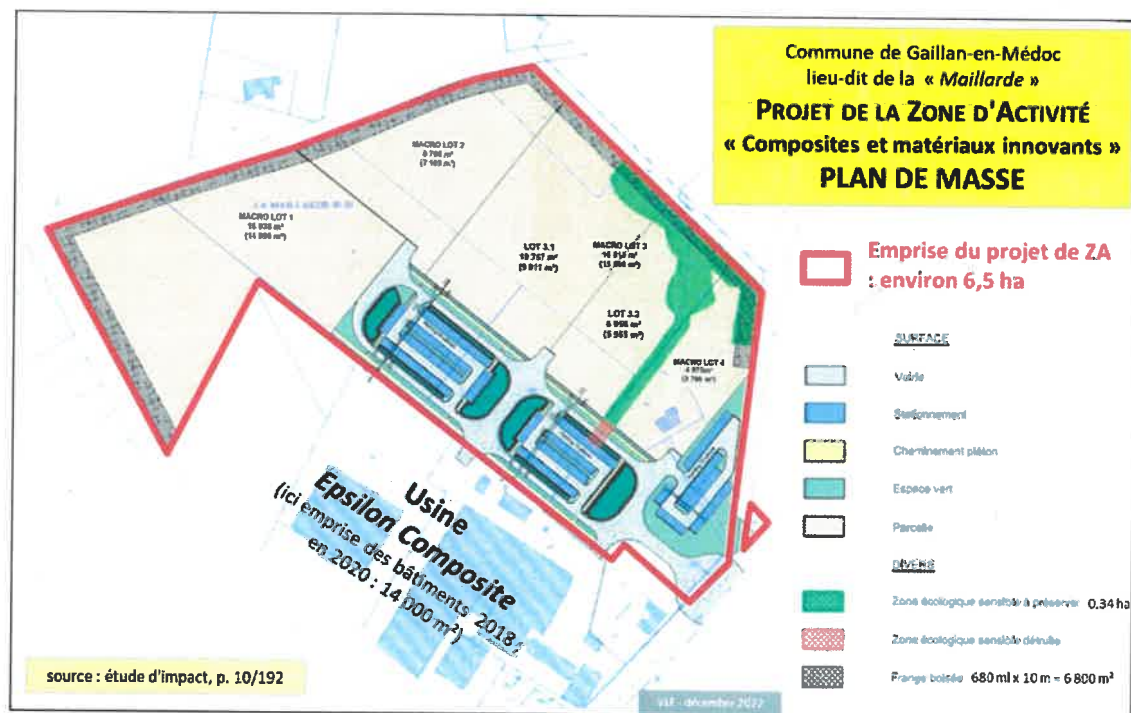 Commune de Gaillan-en-Médoc
lieu-dit de la « Maillarde »
PROJET DE LA ZONE D'ACTIVITÉ
« Composites et matériaux innovants »
PLAN DE MASSE
MACRO LOT 2
MACRO LOT 1
LOT 3.1
MACRO LOT 3
LOT 3.2
MACRO LOT 4
Emprise du projet de ZA
: environ 6,5 ha
SURFACE
Voirie
Stationnement
Cheminement piéton
Espace vert
Parcelle
DIVERS
Zone écologique sensible à préserver 0,34 ha
Zone écologique sensible détruite
Frange boisée 680 ml x 10 m = 6 800 m²
Usine
Epsilon Composite
(ici emprise des bâtiments 2018,
en 2020 : 14 000 m²)
source : étude d'impact, p. 10/192
décembre 2022